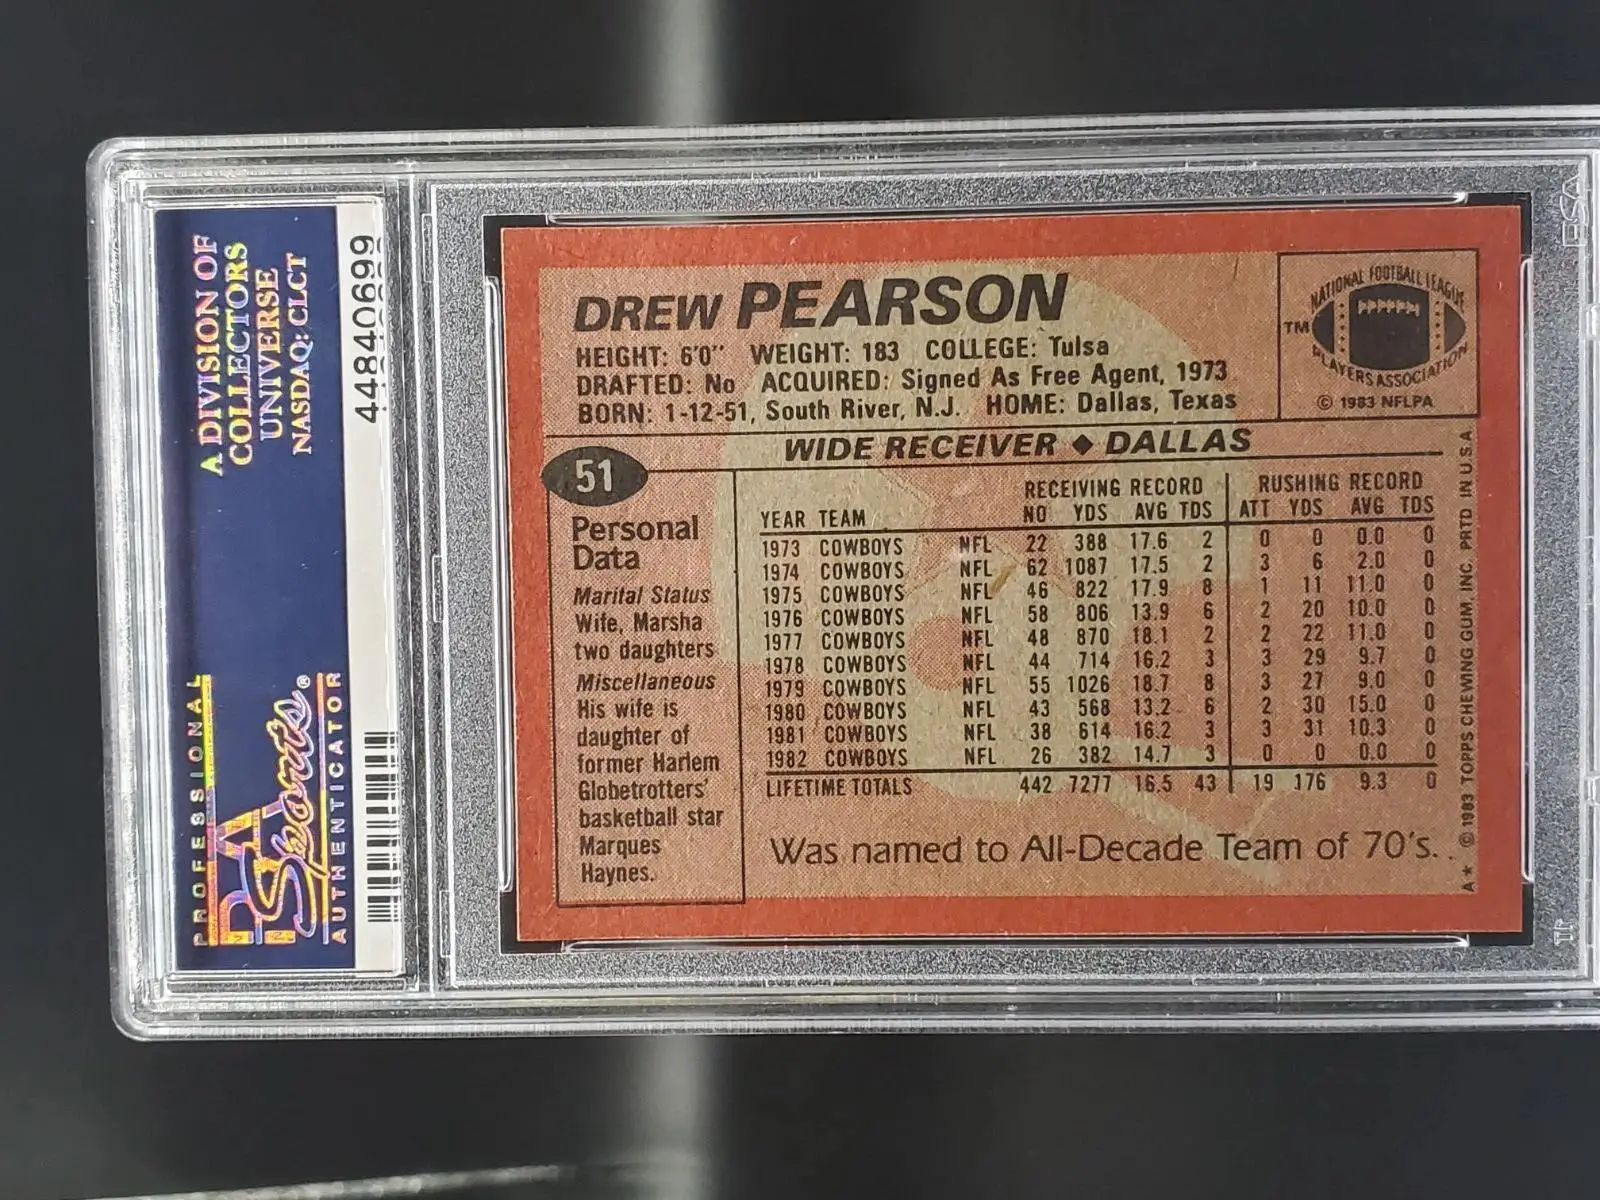 A DIVISION OF
COLLECTORS
UNIVERSE
NASDAQ: CLCT
PROFESSIONAL
PSA
Sports®
AUTHENTICATOR
44840699
DREW PEARSON
HEIGHT: 6'0" WEIGHT: 183 COLLEGE: Tulsa
DRAFTED: No ACQUIRED: Signed As Free Agent, 1973
BORN: 1-12-51, South River, N.J. HOME: Dallas, Texas
NATIONAL FOOTBALL LEAGUE
TM
PLAYERS ASSOCIATION
© 1983 NFLPA
WIDE RECEIVER ◆ DALLAS
51
Personal
Data
Marital Status
Wife, Marsha
two daughters
Miscellaneous
His wife is
daughter of
former Harlem
Globetrotters'
basketball star
Marques
Haynes.
RECEIVING RECORD RUSHING RECORD
YEAR TEAM NO YDS AVG TDS ATT YDS AVG TDS
1973 COWBOYS NFL 22 388 17.6 2 0 0 0.0 0
1974 COWBOYS NFL 62 1087 17.5 2 3 6 2.0 0
1975 COWBOYS NFL 46 822 17.9 8 1 11 11.0 0
1976 COWBOYS NFL 58 806 13.9 6 2 20 10.0 0
1977 COWBOYS NFL 48 870 18.1 2 2 22 11.0 0
1978 COWBOYS NFL 44 714 16.2 3 3 29 9.7 0
1979 COWBOYS NFL 55 1026 18.7 8 3 27 9.0 0
1980 COWBOYS NFL 43 568 13.2 6 2 30 15.0 0
1981 COWBOYS NFL 38 614 16.2 3 3 31 10.3 0
1982 COWBOYS NFL 26 382 14.7 3 0 0 0.0 0
LIFETIME TOTALS 442 7277 16.5 43 19 176 9.3 0
Was named to All-Decade Team of 70's.
A* © 1983 TOPPS CHEWING GUM, INC. PRTD IN U.S.A.